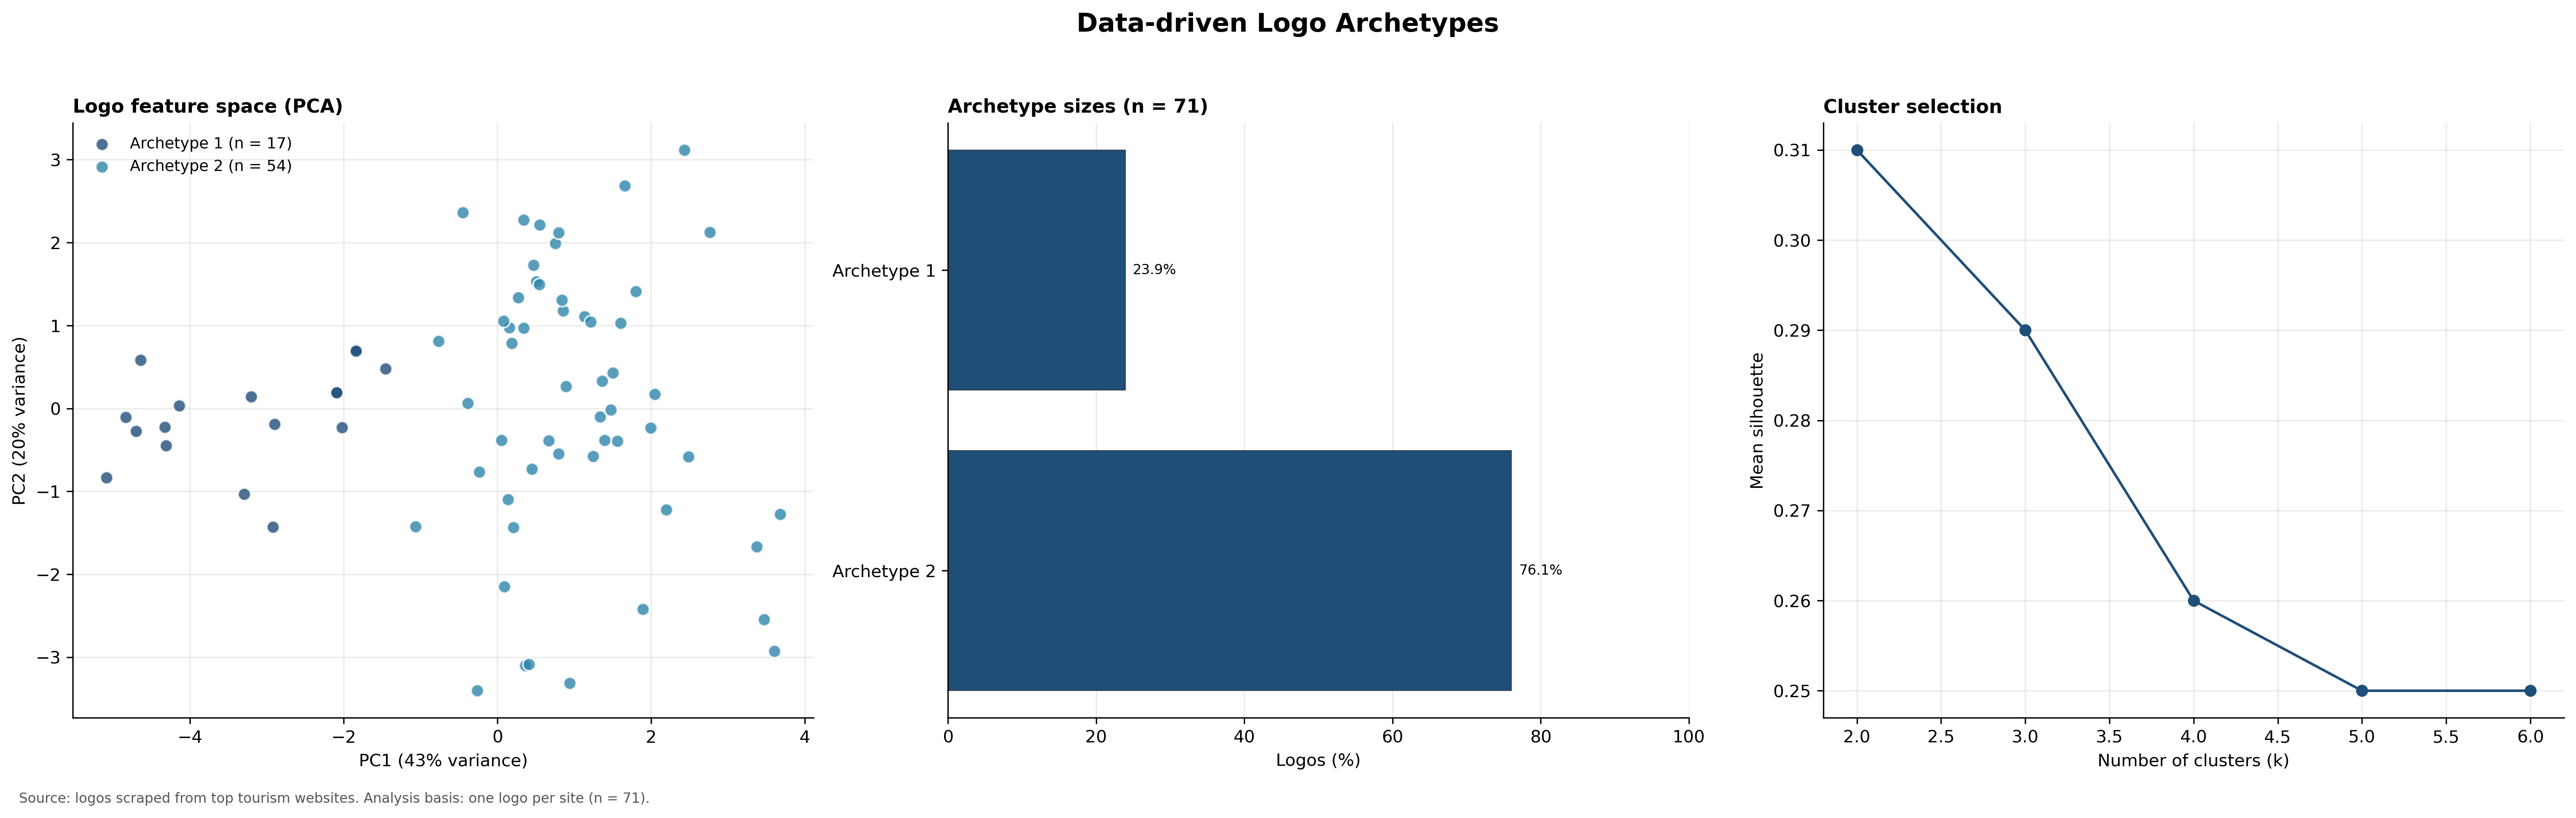 Data-driven Logo Archetypes
Logo feature space (PCA)
Archetype 1 (n = 17)
Archetype 2 (n = 54)
PC2 (20% variance)
3
2
1
0
−1
−2
−3
−4
−2
0
2
4
PC1 (43% variance)
Archetype sizes (n = 71)
Archetype 1
23.9%
Archetype 2
76.1%
0
20
40
60
80
100
Logos (%)
Cluster selection
Mean silhouette
0.31
0.30
0.29
0.28
0.27
0.26
0.25
2.0
2.5
3.0
3.5
4.0
4.5
5.0
5.5
6.0
Number of clusters (k)
Source: logos scraped from top tourism websites. Analysis basis: one logo per site (n = 71).